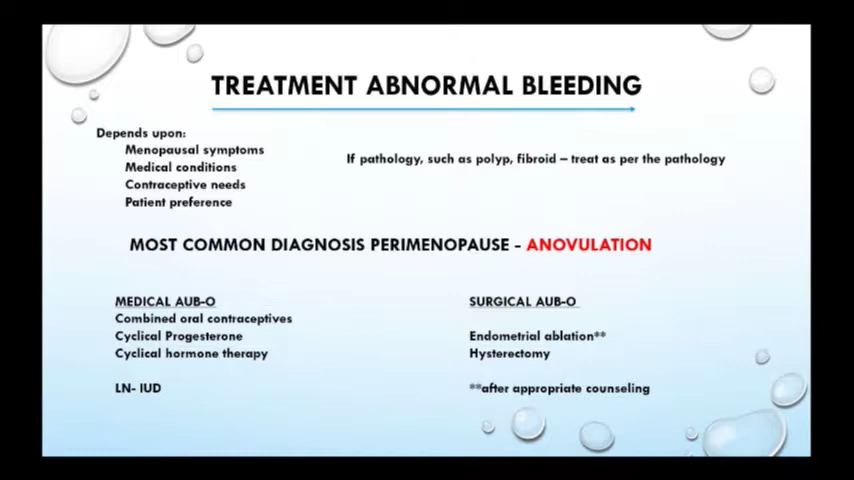 TREATMENT ABNORMAL BLEEDING
Depends upon:
Menopausal symptoms
Medical conditions
Contraceptive needs
Patient preference
If pathology, such as polyp, fibroid – treat as per the pathology
MOST COMMON DIAGNOSIS PERIMENOPAUSE - ANOVULATION
MEDICAL AUB-O
Combined oral contraceptives
Cyclical Progesterone
Cyclical hormone therapy
LN- IUD
SURGICAL AUB-O
Endometrial ablation**
Hysterectomy
**after appropriate counseling